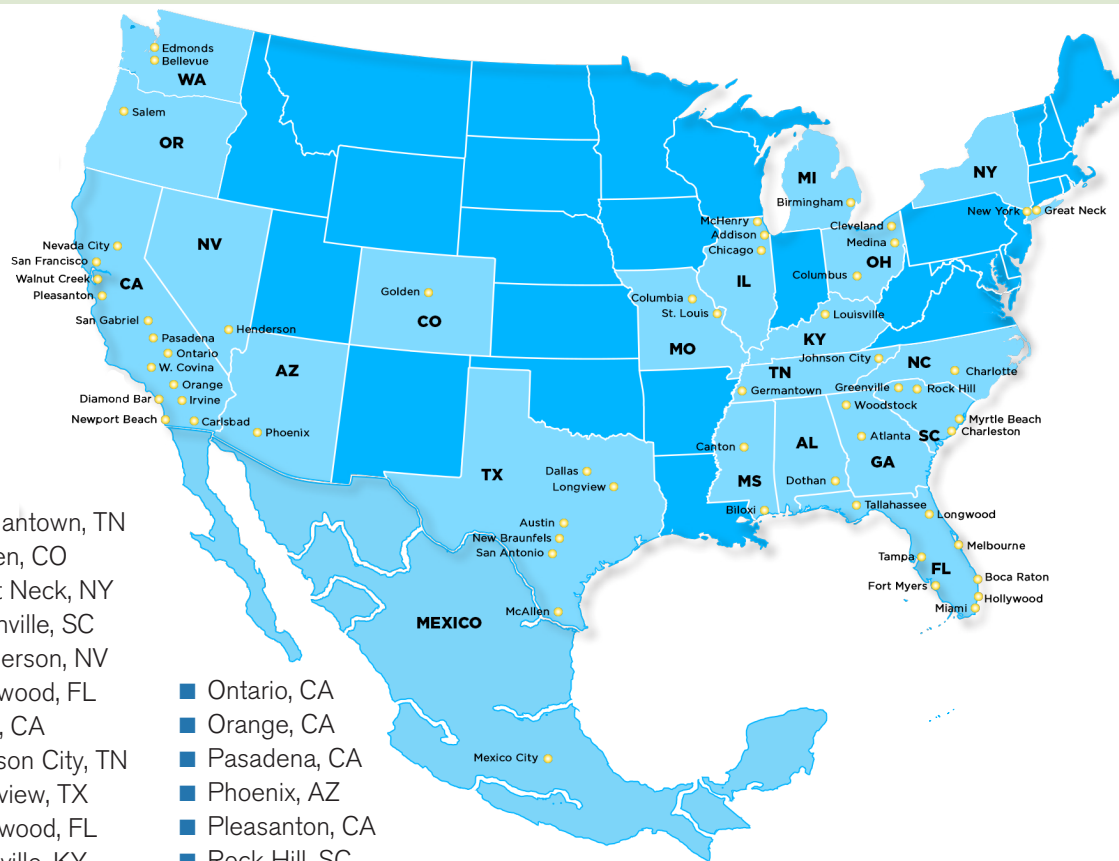 Edmonds
Bellevue
WA
Salem
OR
NY
MI
Birmingham
New York
Great Neck
McHenry
Addison
Chicago
Cleveland
Medina
OH
Columbus
Nevada City
San Francisco
Walnut Creek
CA
Pleasanton
NV
IL
Golden
CO
Columbia
St. Louis
Louisville
San Gabriel
Henderson
Pasadena
Ontario
W. Covina
MO
KY
Johnson City
NC
TN
Charlotte
AZ
Orange
Diamond Bar
Irvine
Germantown
Greenville
Rock Hill
Woodstock
Newport Beach
Carlsbad
Phoenix
Myrtle Beach
Charleston
SC
Atlanta
AL
Canton
GA
TX
Dallas
Longview
MS
Dothan
Biloxi
Tallahassee
Longwood
Austin
New Braunfels
San Antonio
Melbourne
Tampa
FL
Boca Raton
Fort Myers
Hollywood
Miami
McAllen
MEXICO
Mexico City
antown, TN
en, CO
t Neck, NY
nville, SC
erson, NV
wood, FL
, CA
son City, TN
view, TX
wood, FL
ville, KY
Ontario, CA
Orange, CA
Pasadena, CA
Phoenix, AZ
Pleasanton, CA
Rock Hill, SC